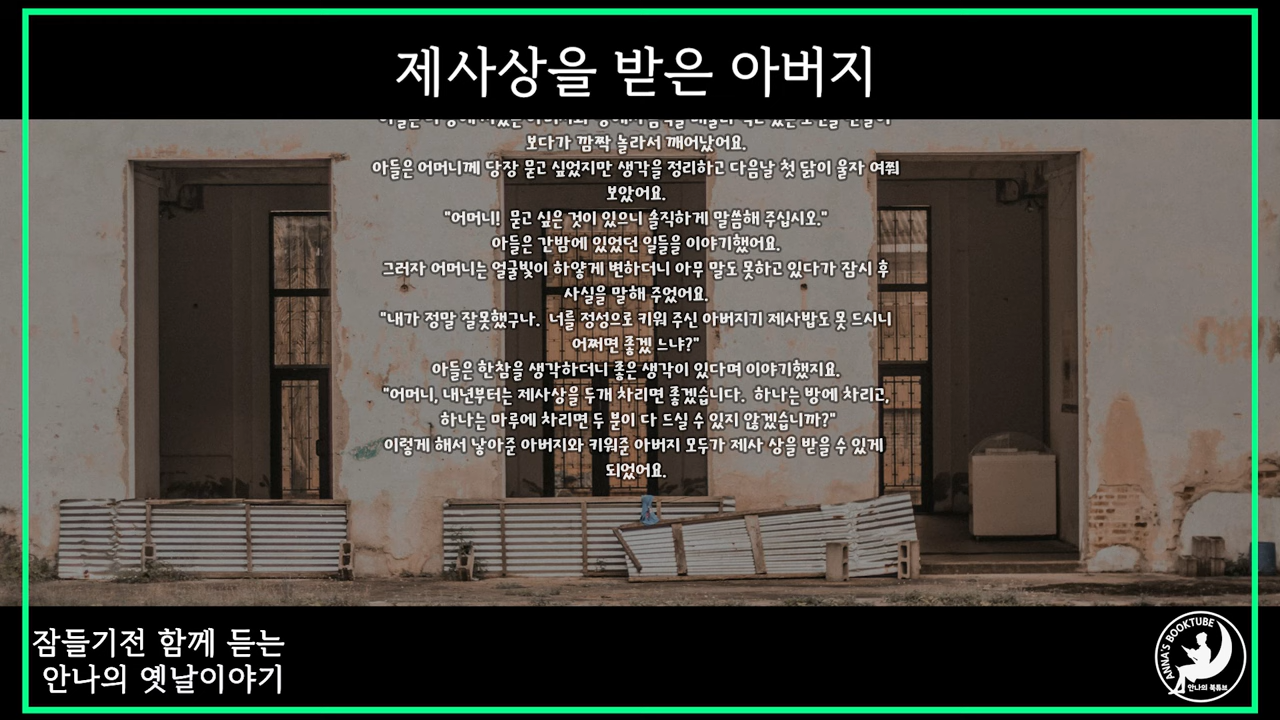 제사상을 받은 아버지
보다가 깜짝 놀라서 깨어났어요.
아들은 어머니께 당장 묻고 싶었지만 생각을 정리하고 다음날 첫 닭이 울자 여쭤
보았어요.
"어머니! 묻고 싶은 것이 있으니 솔직하게 말씀해 주십시오."
아들은 간밤에 있었던 일들을 이야기했어요.
그러자 어머니는 얼굴빛이 하얗게 변하더니 아무 말도 못하고 있다가 잠시 후
사실을 말해 주었어요.
"내가 정말 잘못했구나. 너를 정성으로 키워 주신 아버지기 제사밥도 못 드시니
어쩌면 좋겠 느냐?"
아들은 한참을 생각하더니 좋은 생각이 있다며 이야기했지요.
"어머니, 내년부터는 제사상을 두개 차리면 좋겠습니다. 하나는 방에 차리고,
하나는 마루에 차리면 두 분이 다 드실 수 있지 않겠습니까?"
이렇게 해서 낳아준 아버지와 키워준 아버지 모두가 제사 상을 받을 수 있게
되었어요.
잠들기전 함께 듣는
안나의 옛날이야기
ANNA'S BOOKTUBE
안나의 북튜브